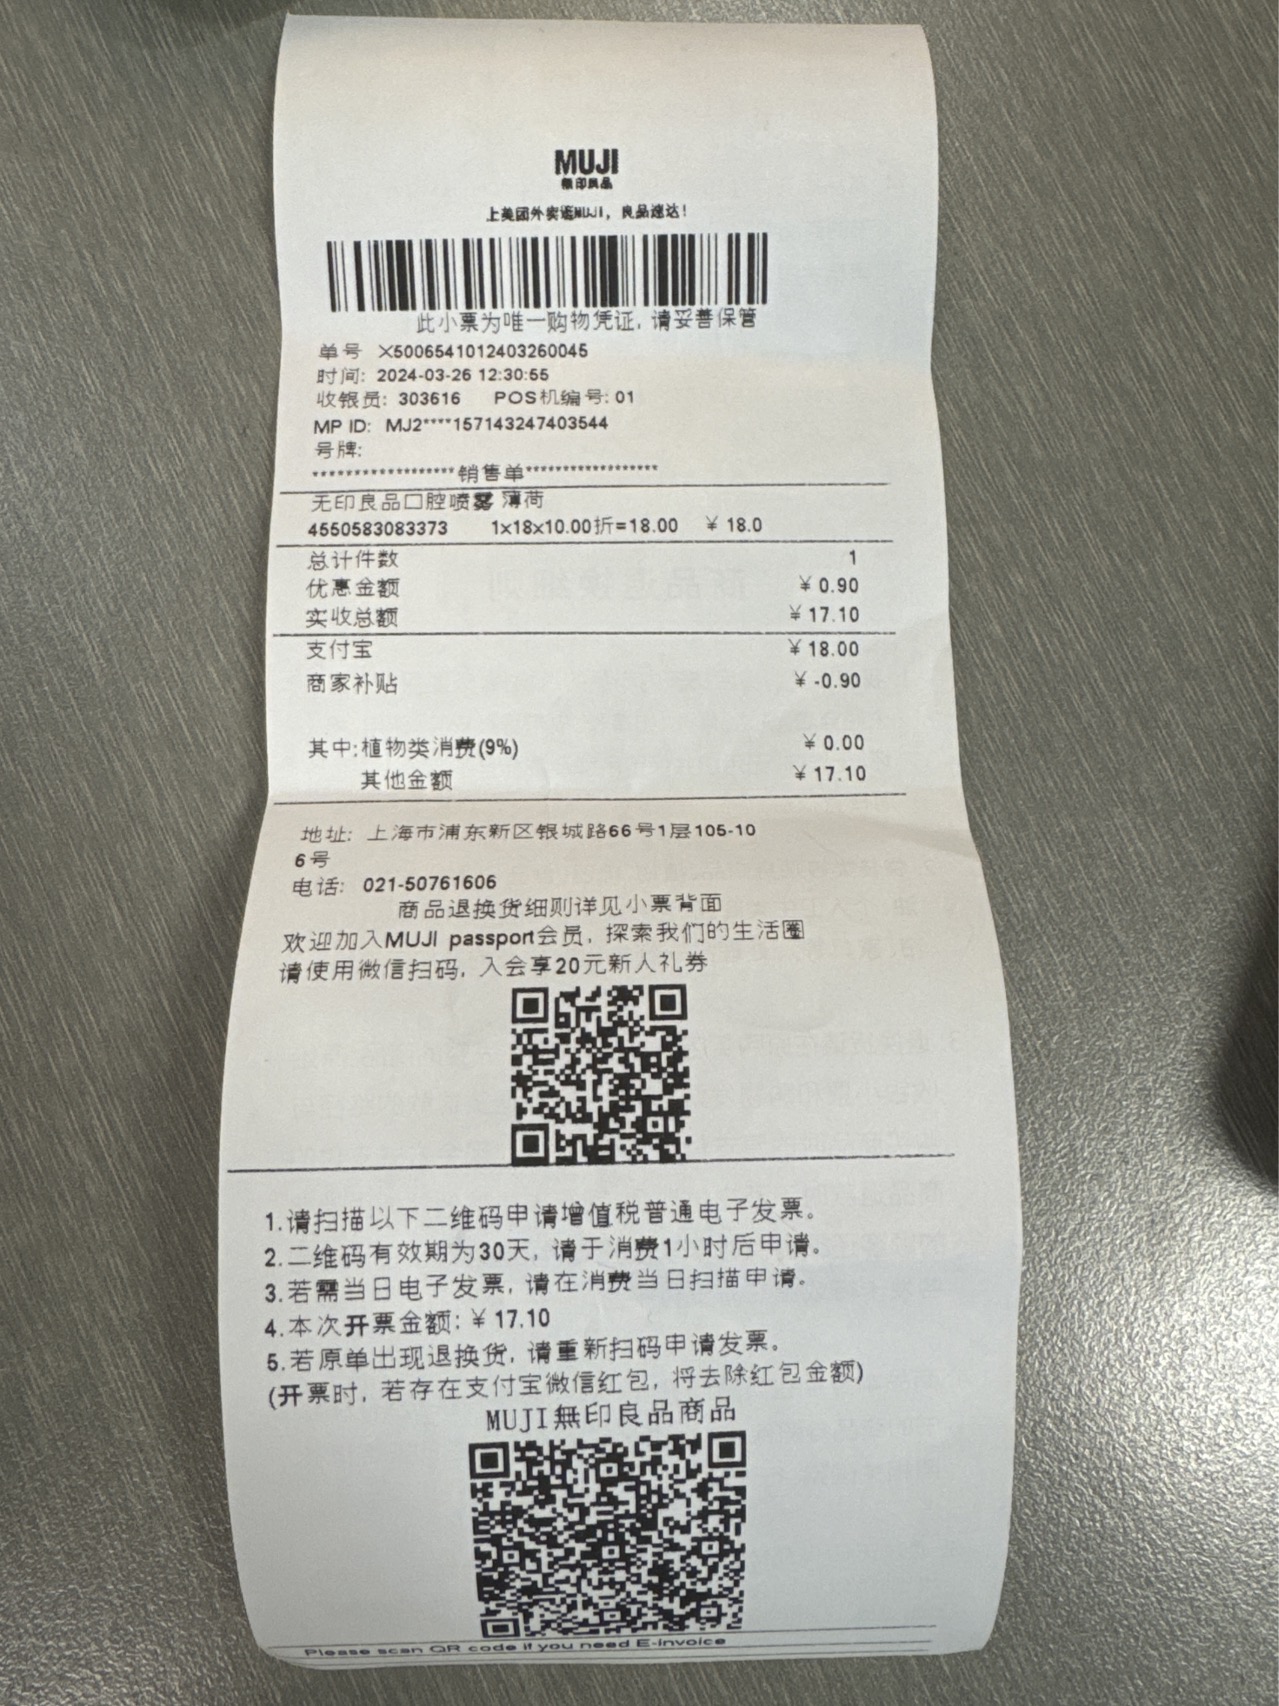 MUJI
無印良品
上美团外卖逛MUJI，良品速达！
此小票为唯一购物凭证，请妥善保管
单号 X5006541012403260045
时间: 2024-03-26 12:30:55
收银员: 303616 POS机编号: 01
MP ID: MJ2****157143247403544
号牌:
******************销售单*****************
无印良品口腔喷雾 薄荷
4550583083373 1x18x10.00折=18.00 ￥ 18.0
总计件数 1
优惠金额 ￥ 0.90
实收总额 ￥ 17.10
支付宝 ￥ 18.00
商家补贴 ￥ -0.90
其中:植物类消费(9%) ￥ 0.00
其他金额 ￥ 17.10
地址: 上海市浦东新区银城路66号1层105-10
6号
电话: 021-50761606
商品退换货细则详见小票背面
欢迎加入MUJI passport会员，探索我们的生活圈
请使用微信扫码，入会享20元新人礼券
1.请扫描以下二维码申请增值税普通电子发票。
2.二维码有效期为30天，请于消费1小时后申请。
3.若需当日电子发票，请在消费当日扫描申请。
4.本次开票金额: ￥ 17.10
5.若原单出现退换货，请重新扫码申请发票。
(开票时，若存在支付宝微信红包，将去除红包金额)
MUJI無印良品商品
Please scan QR code if you need E-invoice